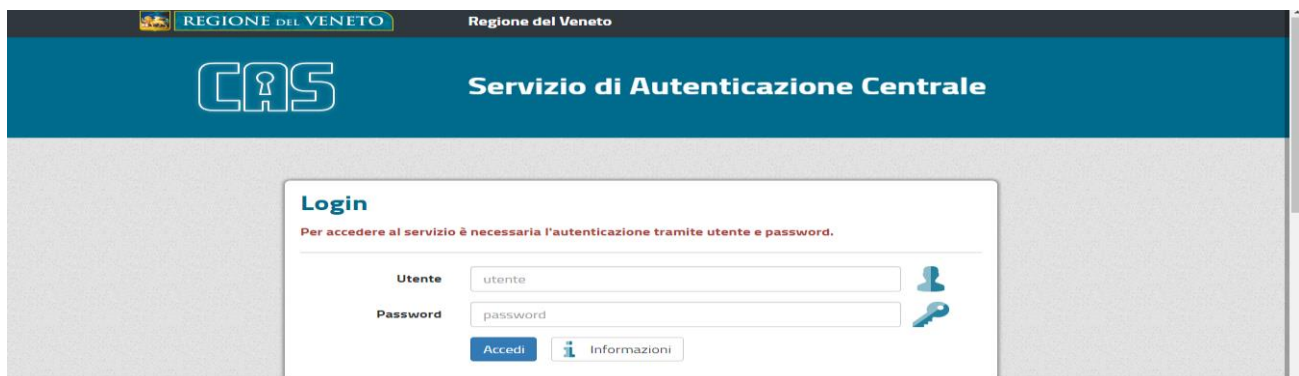 REGIONE DEL VENETO Regione del Veneto
CAS Servizio di Autenticazione Centrale
Login
Per accedere al servizio è necessaria l'autenticazione tramite utente e password.
Utente utente
Password password
Accedi i Informazioni